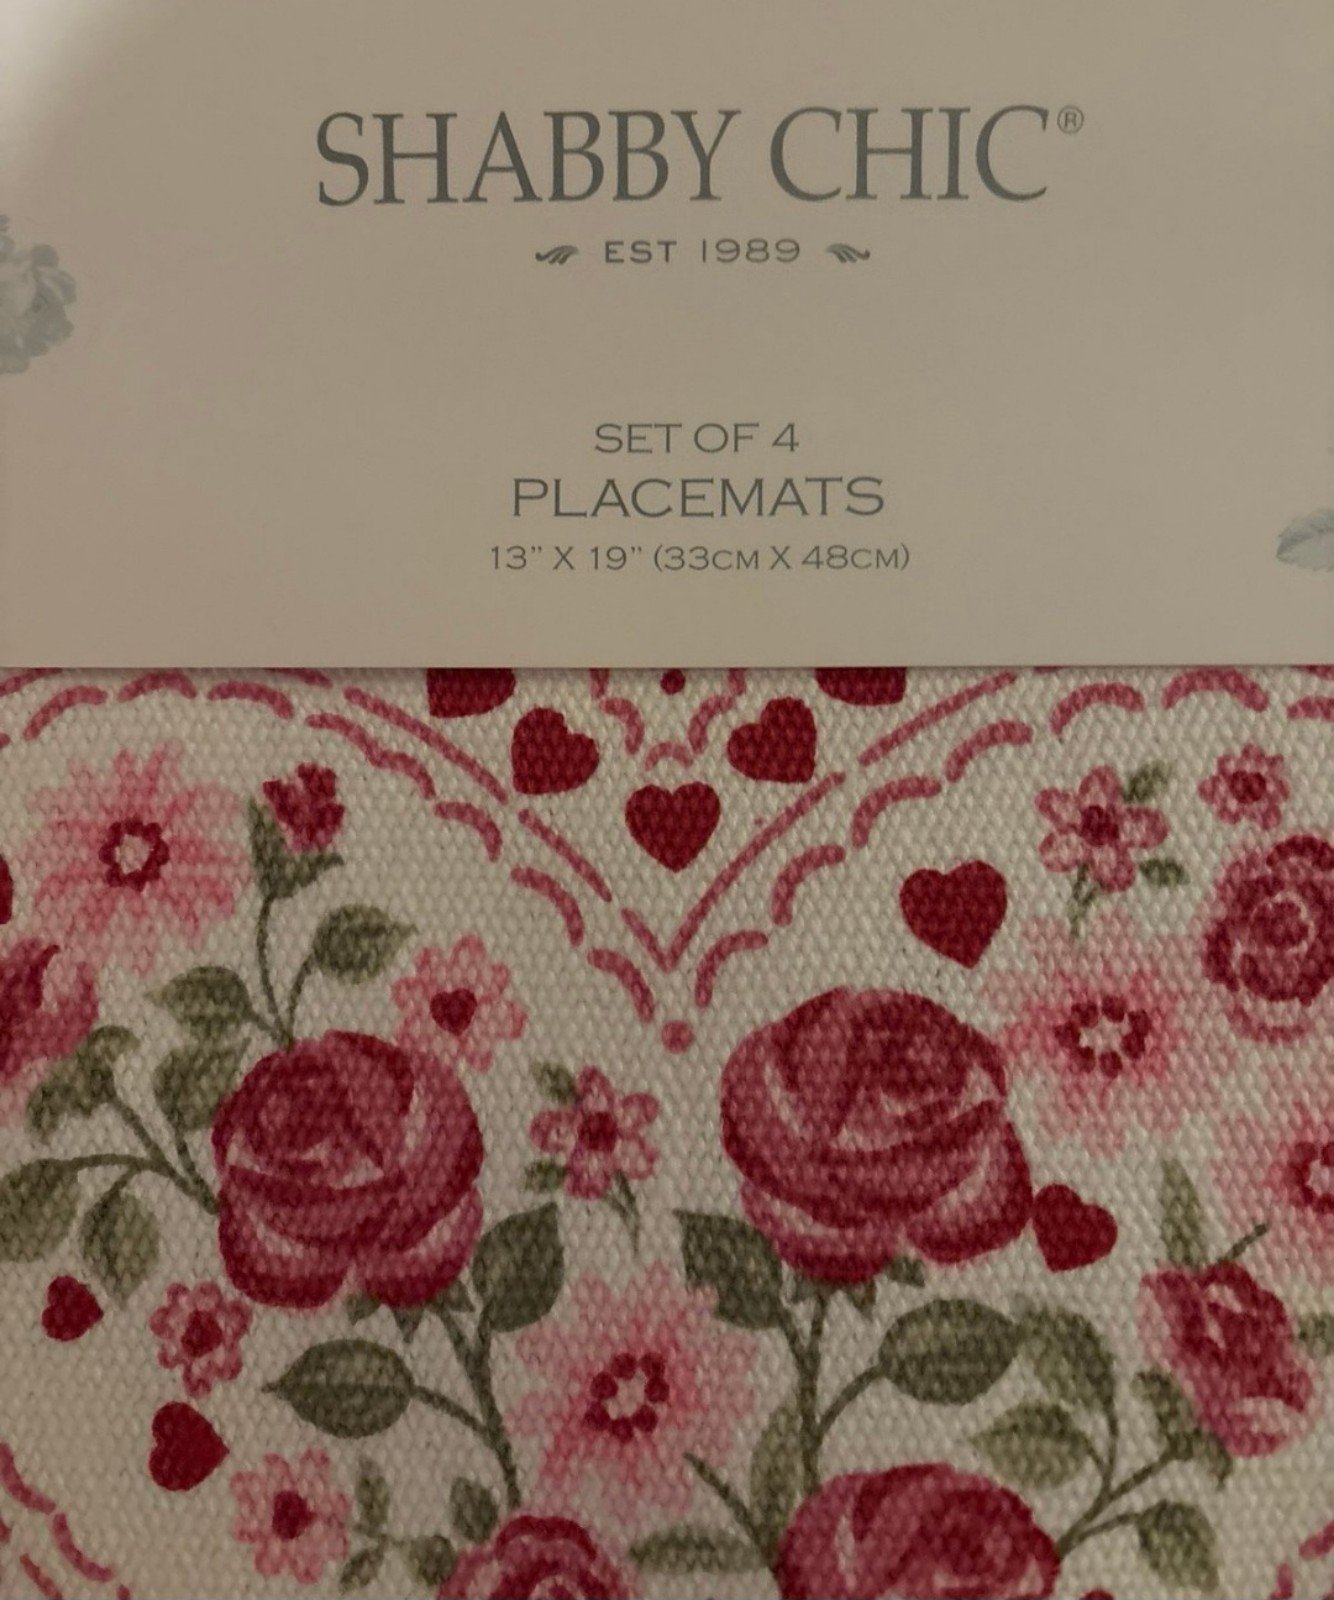 SHABBY CHIC®
EST 1989
SET OF 4
PLACEMATS
13" X 19" (33CM X 48CM)